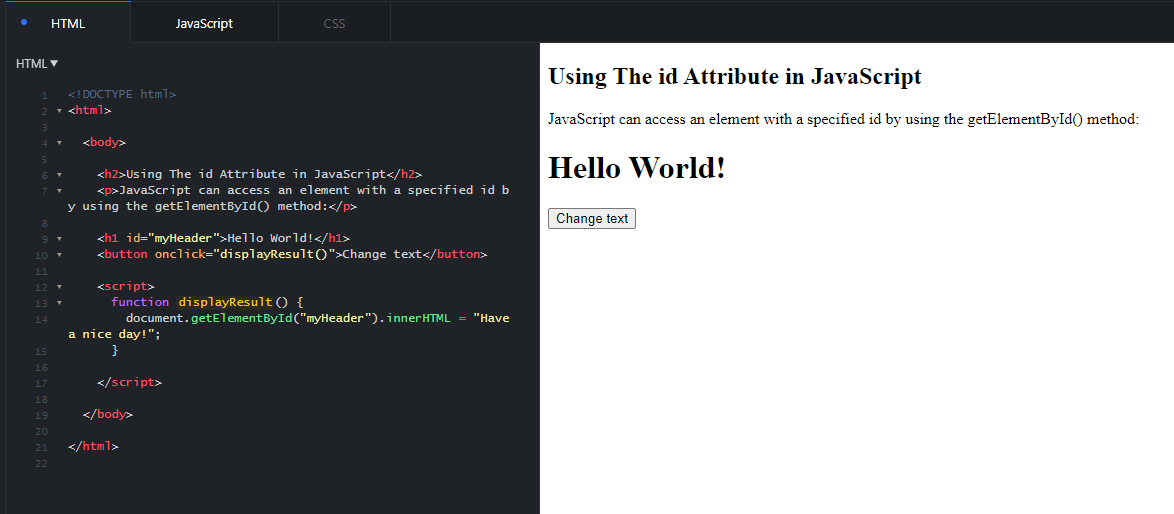 HTML JavaScript CSS
HTML ▼
1 <!DOCTYPE html>
2 <html>
3
4 <body>
5
6 <h2>Using The id Attribute in JavaScript</h2>
7 <p>JavaScript can access an element with a specified id b
y using the getElementById() method:</p>
8
9 <h1 id="myHeader">Hello World!</h1>
10 <button onclick="displayResult()">Change text</button>
11
12 <script>
13 function displayResult() {
14 document.getElementById("myHeader").innerHTML = "Have
a nice day!";
15 }
16
17 </script>
18
19 </body>
20
21 </html>
22
Using The id Attribute in JavaScript
JavaScript can access an element with a specified id by using the getElementById() method:
Hello World!
Change text